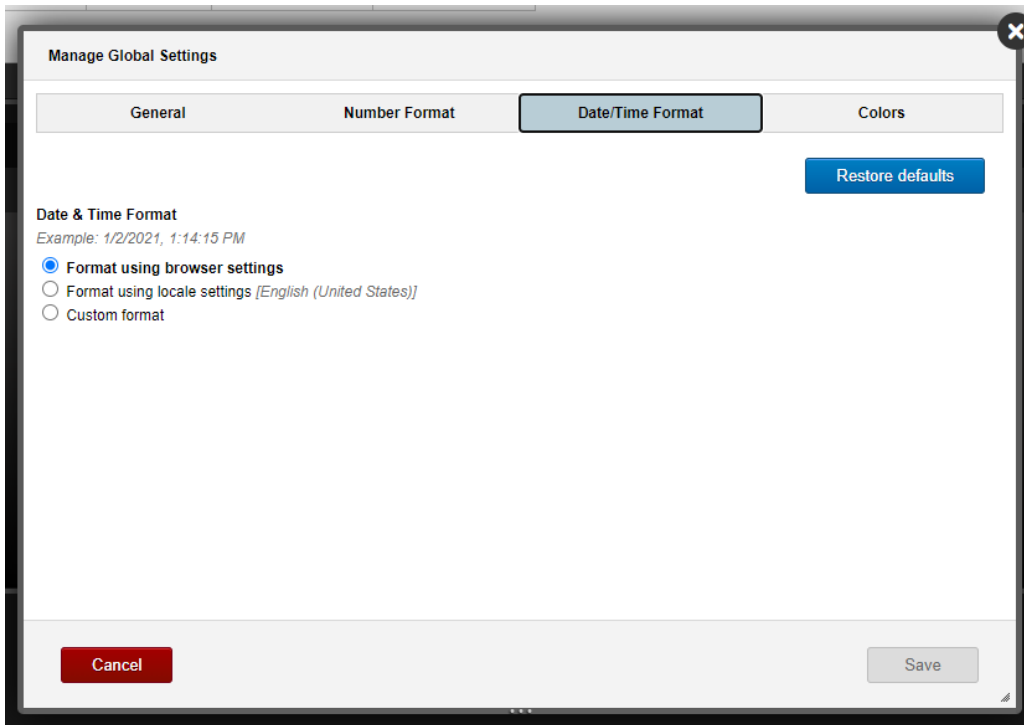 Manage Global Settings
General Number Format Date/Time Format Colors
Restore defaults
Date & Time Format
Example: 1/2/2021, 1:14:15 PM
Format using browser settings
Format using locale settings [English (United States)]
Custom format
Cancel Save